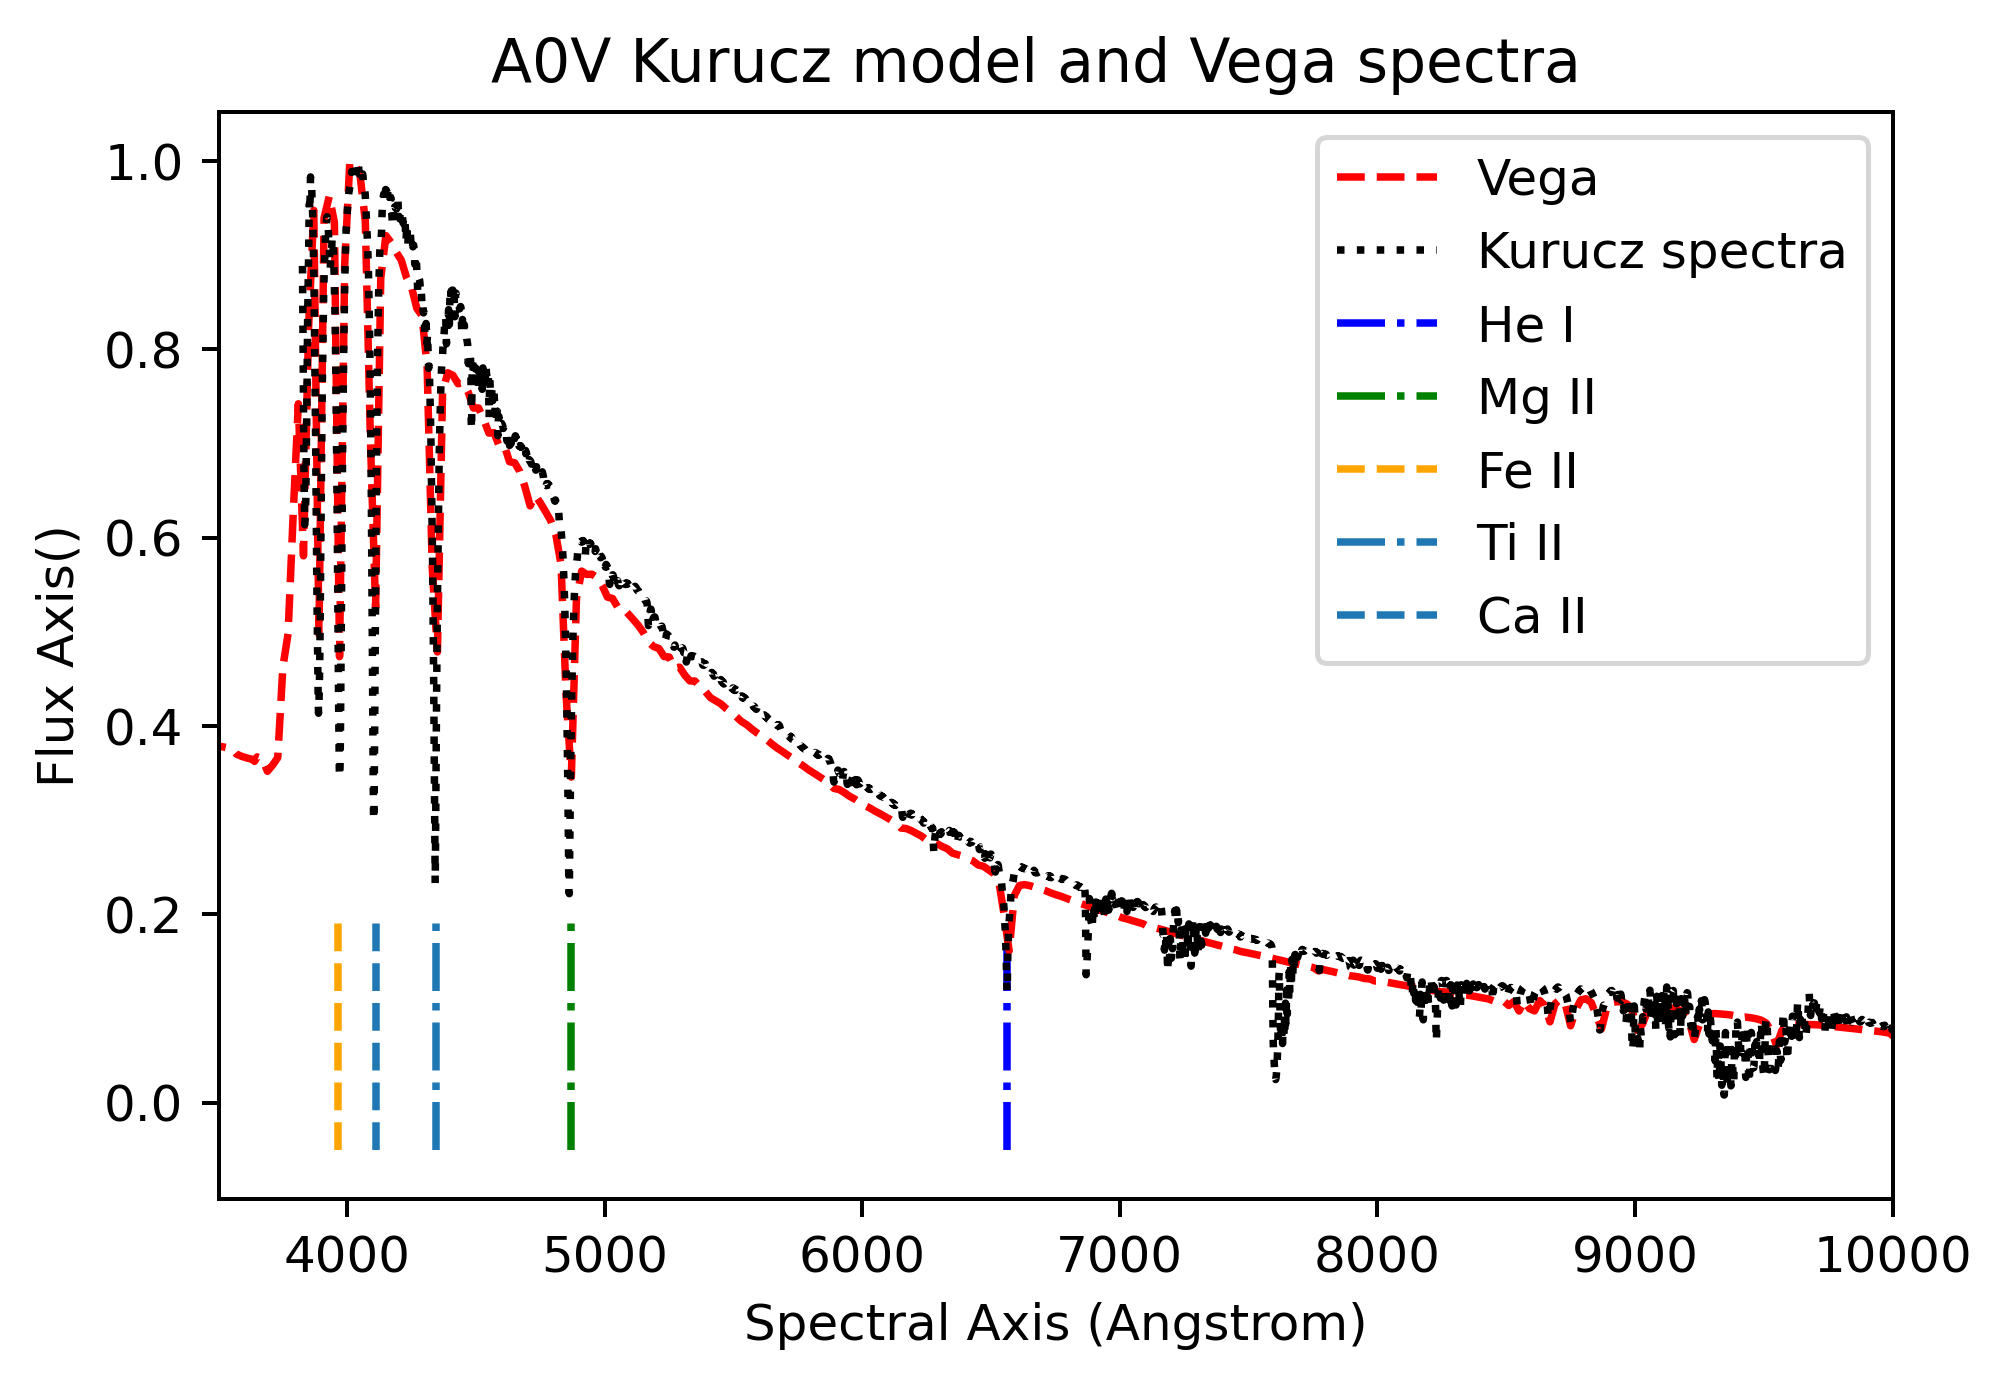 A0V Kurucz model and Vega spectra
Vega
Kurucz spectra
He I
Mg II
Fe II
Ti II
Ca II
Flux Axis()
1.0
0.8
0.6
0.4
0.2
0.0
4000 5000 6000 7000 8000 9000 10000
Spectral Axis (Angstrom)